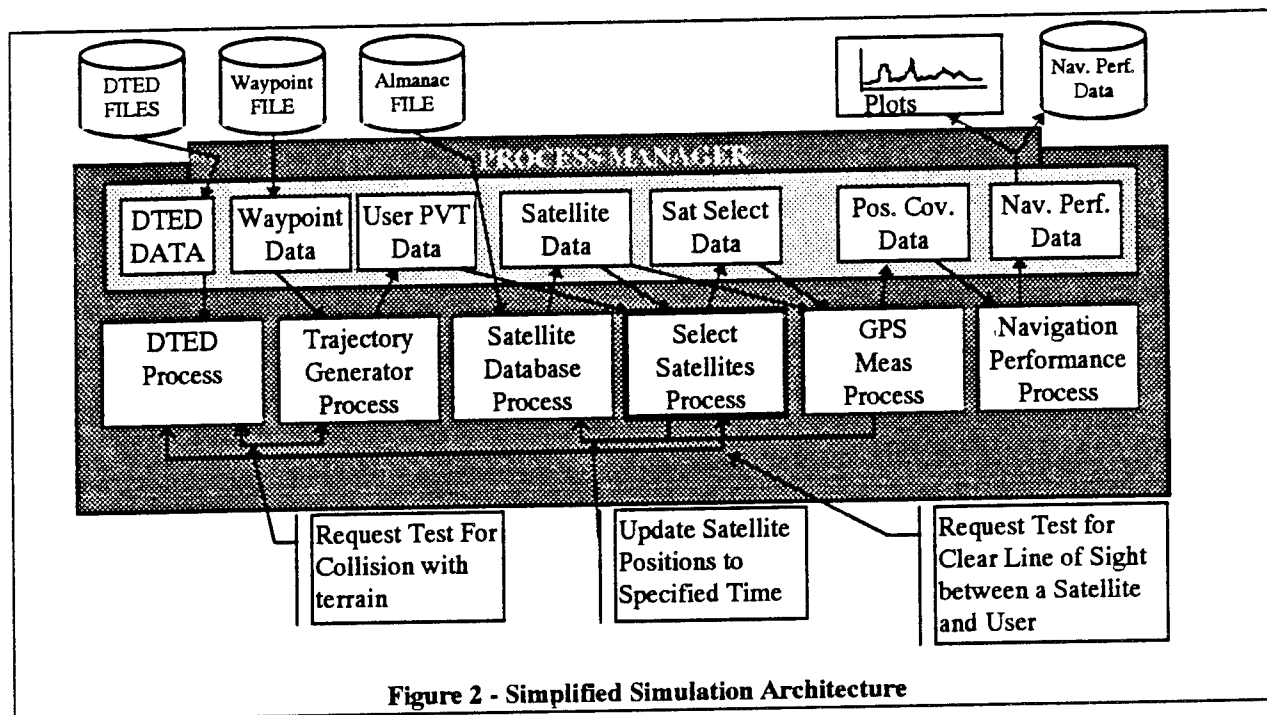 DTED
FILES
Waypoint
FILE
Almanac
FILE
Plots
Nav. Perf.
Data
PROCESS MANAGER
DTED
DATA
Waypoint
Data
User PVT
Data
Satellite
Data
Sat Select
Data
Pos. Cov.
Data
Nav. Perf.
Data
DTED
Process
Trajectory
Generator
Process
Satellite
Database
Process
Select
Satellites
Process
GPS
Meas
Process
Navigation
Performance
Process
Request Test For
Collision with
terrain
Update Satellite
Positions to
Specified Time
Request Test for
Clear Line of Sight
between a Satellite
and User
Figure 2 - Simplified Simulation Architecture